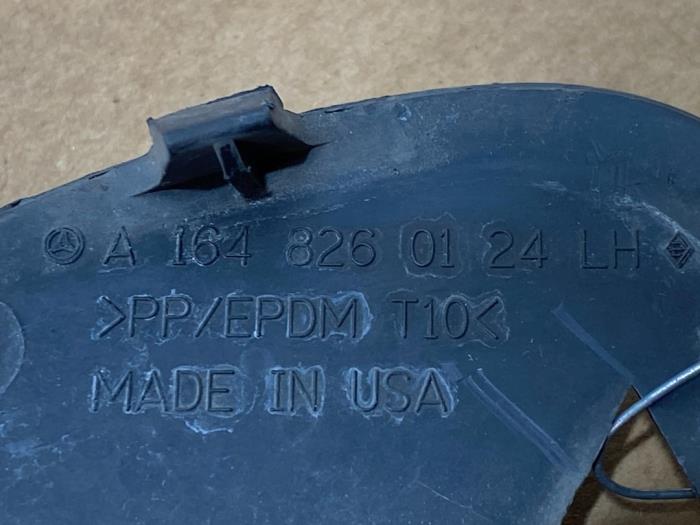 A 164 826 01 24 LH
>PP/EPDM T10<
MADE IN USA